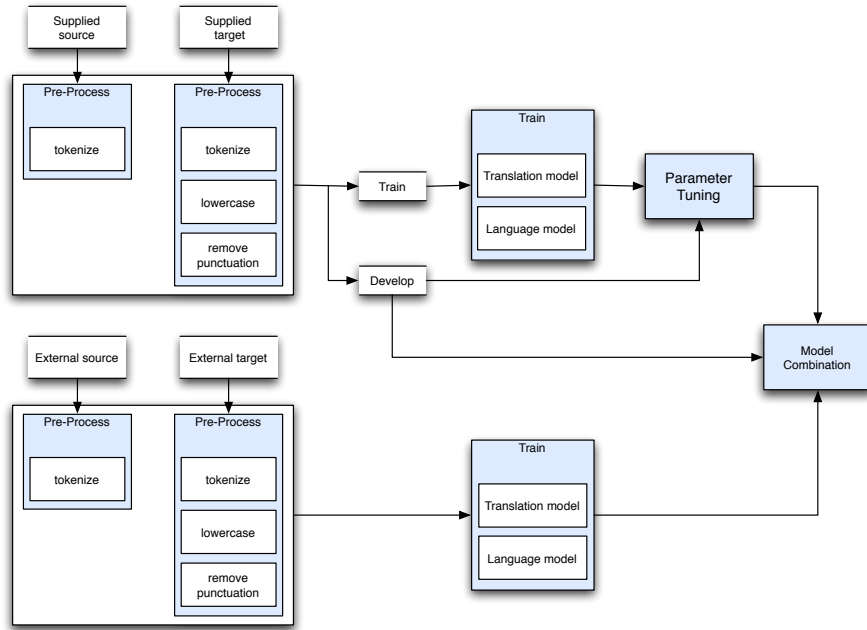 Supplied
source
Supplied
target
Pre-Process
tokenize
Pre-Process
tokenize
lowercase
remove
punctuation
Train
Develop
Train
Translation model
Language model
Parameter
Tuning
Model
Combination
External source
External target
Pre-Process
tokenize
Pre-Process
tokenize
lowercase
remove
punctuation
Train
Translation model
Language model